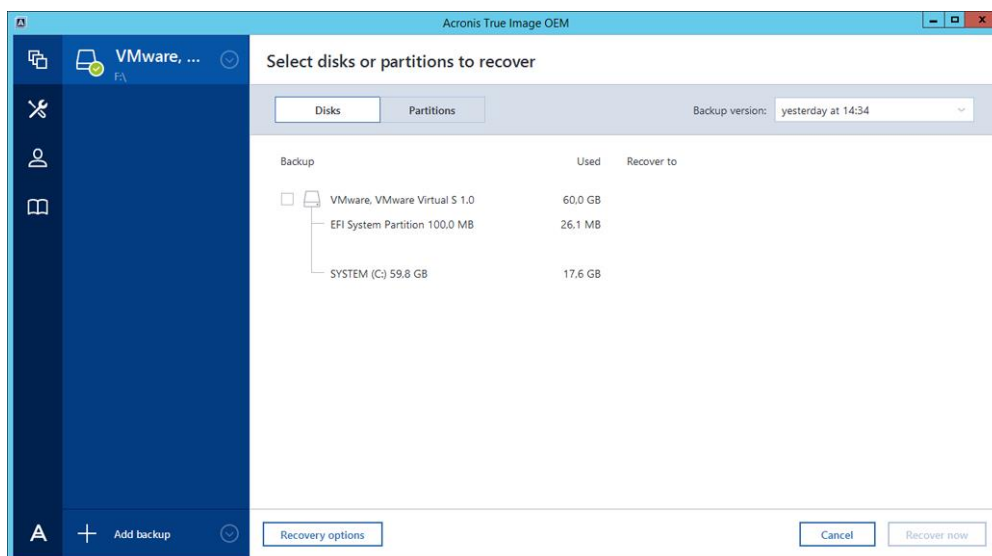 Acronis True Image OEM
VMware, ...
F:\
Select disks or partitions to recover
Disks Partitions Backup version: yesterday at 14:34
Backup Used Recover to
VMware, VMware Virtual S 1.0 60,0 GB
EFI System Partition 100,0 MB 26,1 MB
SYSTEM (C:) 59,8 GB 17,6 GB
Add backup Recovery options Cancel Recover now